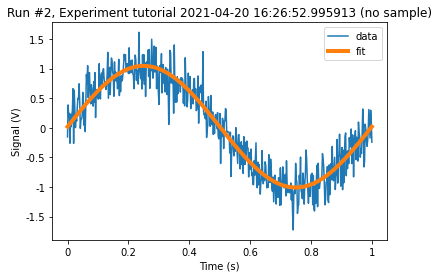 Run #2, Experiment tutorial 2021-04-20 16:26:52.995913 (no sample)
data
fit
1.5
1
0.5
0
-0.5
-1
-1.5
Signal (V)
0
0.2
0.4
0.6
0.8
1
Time (s)